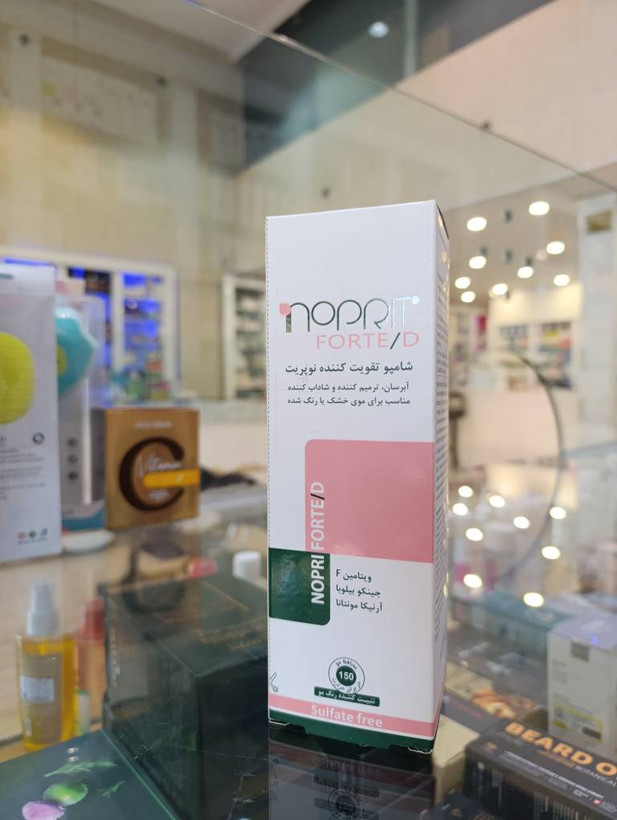 NOPRIT
FORTE/D
شامپو تقویت کننده نوپریت
آبرسان، ترمیم کننده و شاداب کننده
مناسب برای موی خشک یا رنگ شده
NOPRI FORTE/D
ویتامین F
جینکو بیلوبا
آرنیکا مونتانا
150
تثبیت کننده رنگ مو
Sulfate free
C
BEARD O